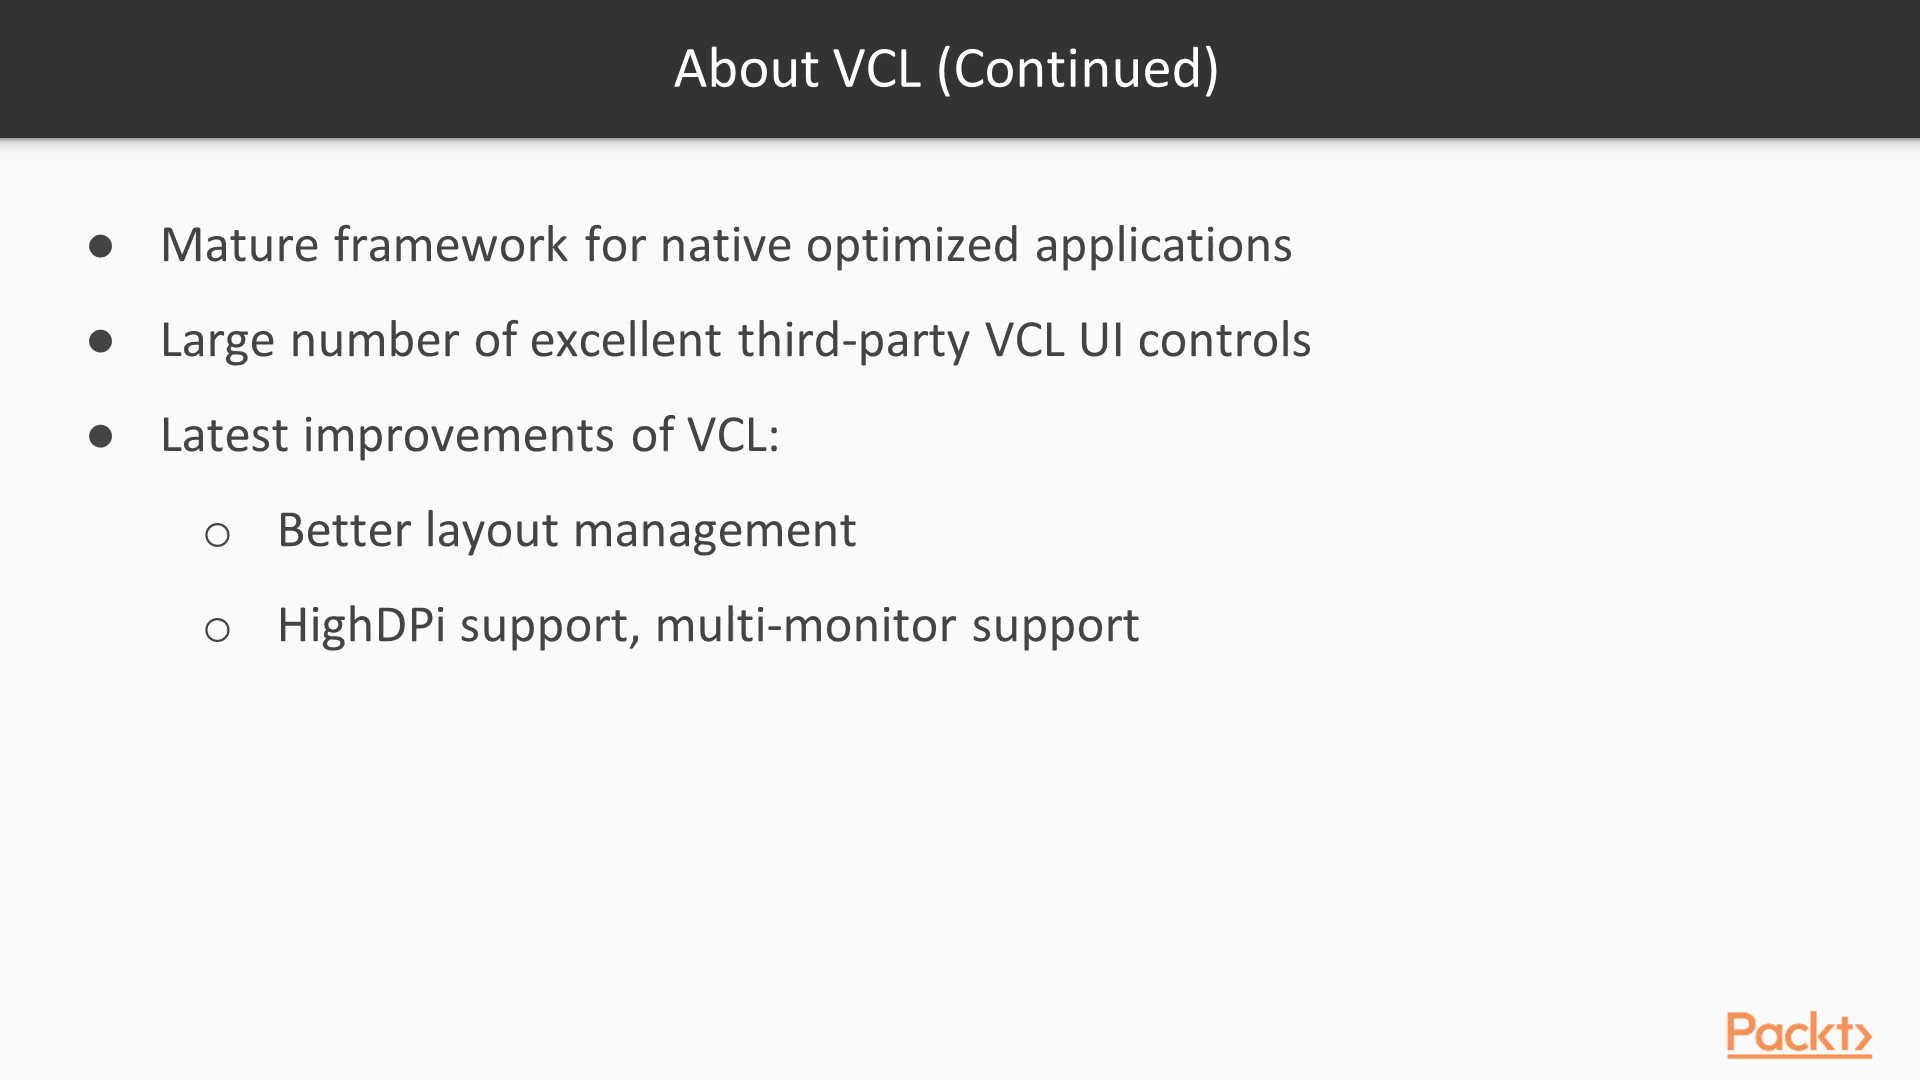 About VCL (Continued)
● Mature framework for native optimized applications
● Large number of excellent third-party VCL UI controls
● Latest improvements of VCL:
○ Better layout management
○ HighDPi support, multi-monitor support
Packt>